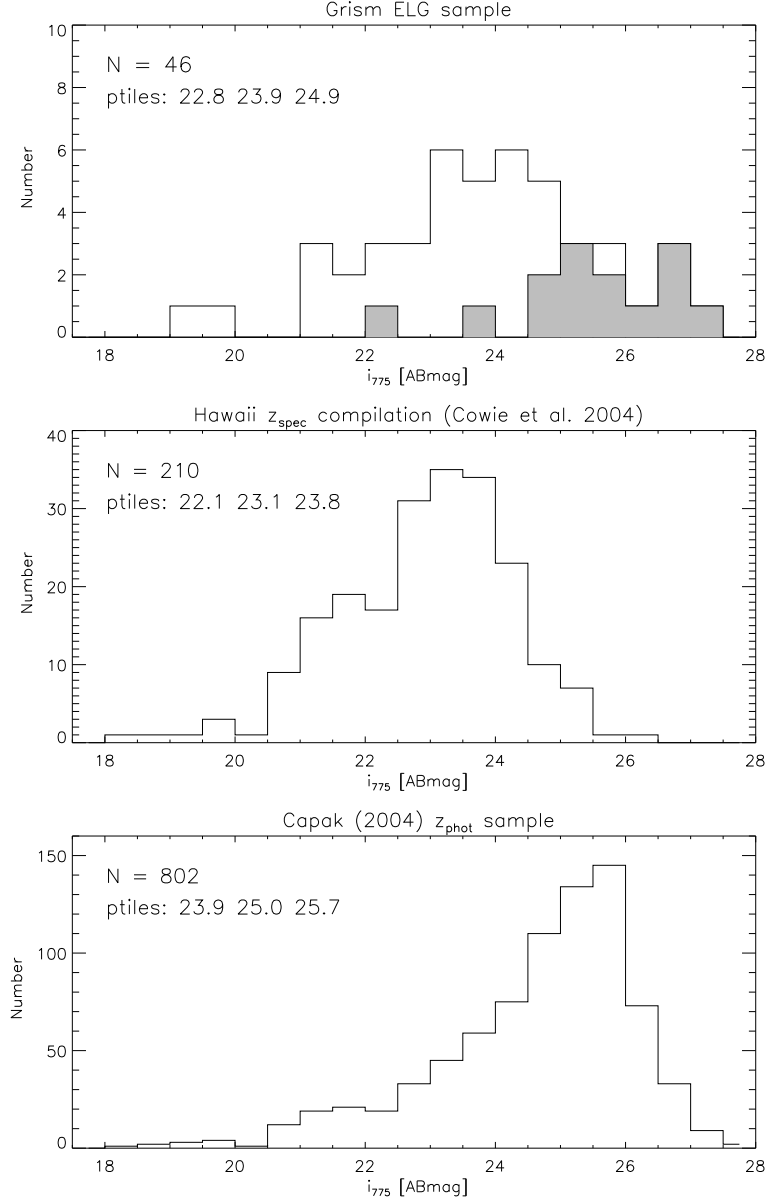 Grism ELG sample
10
N = 46
ptiles: 22.8 23.9 24.9
8
6
4
2
0
Number
18 20 22 24 26 28
i775 [ABmag]
Hawaii zspec compilation (Cowie et al. 2004)
40
N = 210
ptiles: 22.1 23.1 23.8
30
20
10
0
Number
18 20 22 24 26 28
i775 [ABmag]
Capak (2004) zphot sample
150
N = 802
ptiles: 23.9 25.0 25.7
100
50
0
Number
18 20 22 24 26 28
i775 [ABmag]